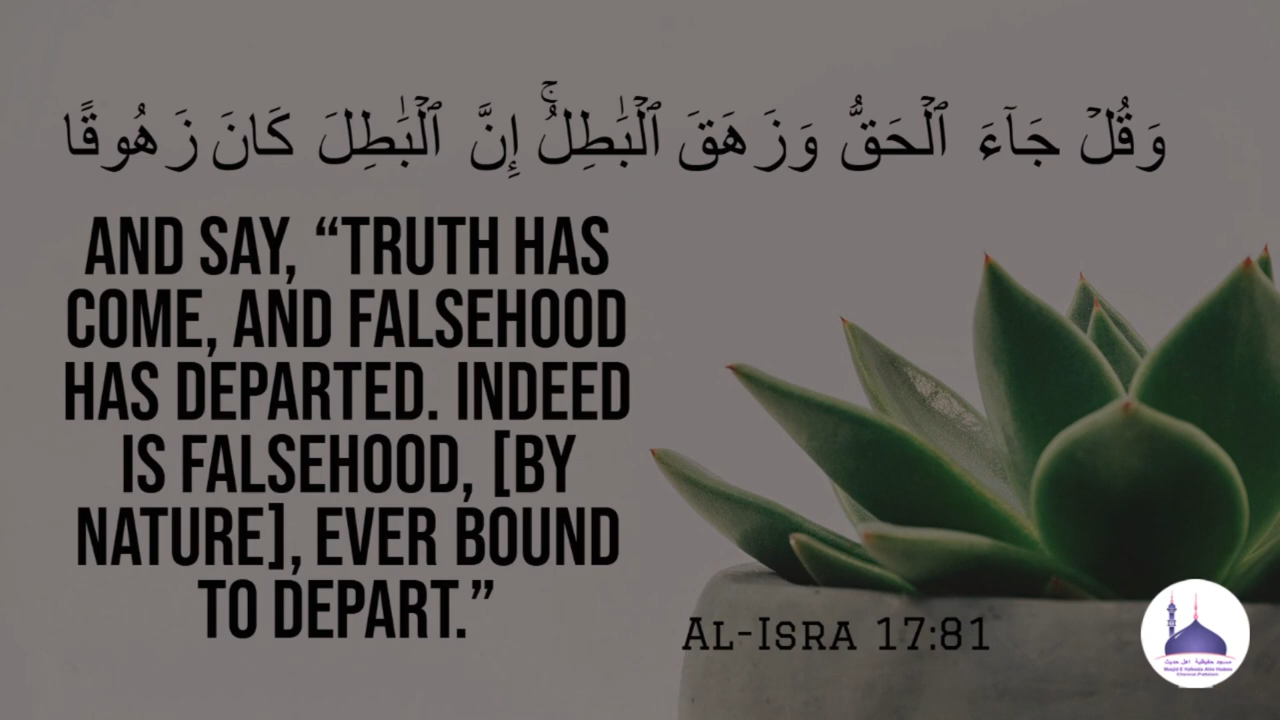 وَقُلْ جَآءَ ٱلْحَقُّ وَزَهَقَ ٱلْبَٰطِلُ ۚ إِنَّ ٱلْبَٰطِلَ كَانَ زَهُوقًا
AND SAY, “TRUTH HAS
COME, AND FALSEHOOD
HAS DEPARTED. INDEED
IS FALSEHOOD, [BY
NATURE], EVER BOUND
TO DEPART.”
AL-ISRA 17:81